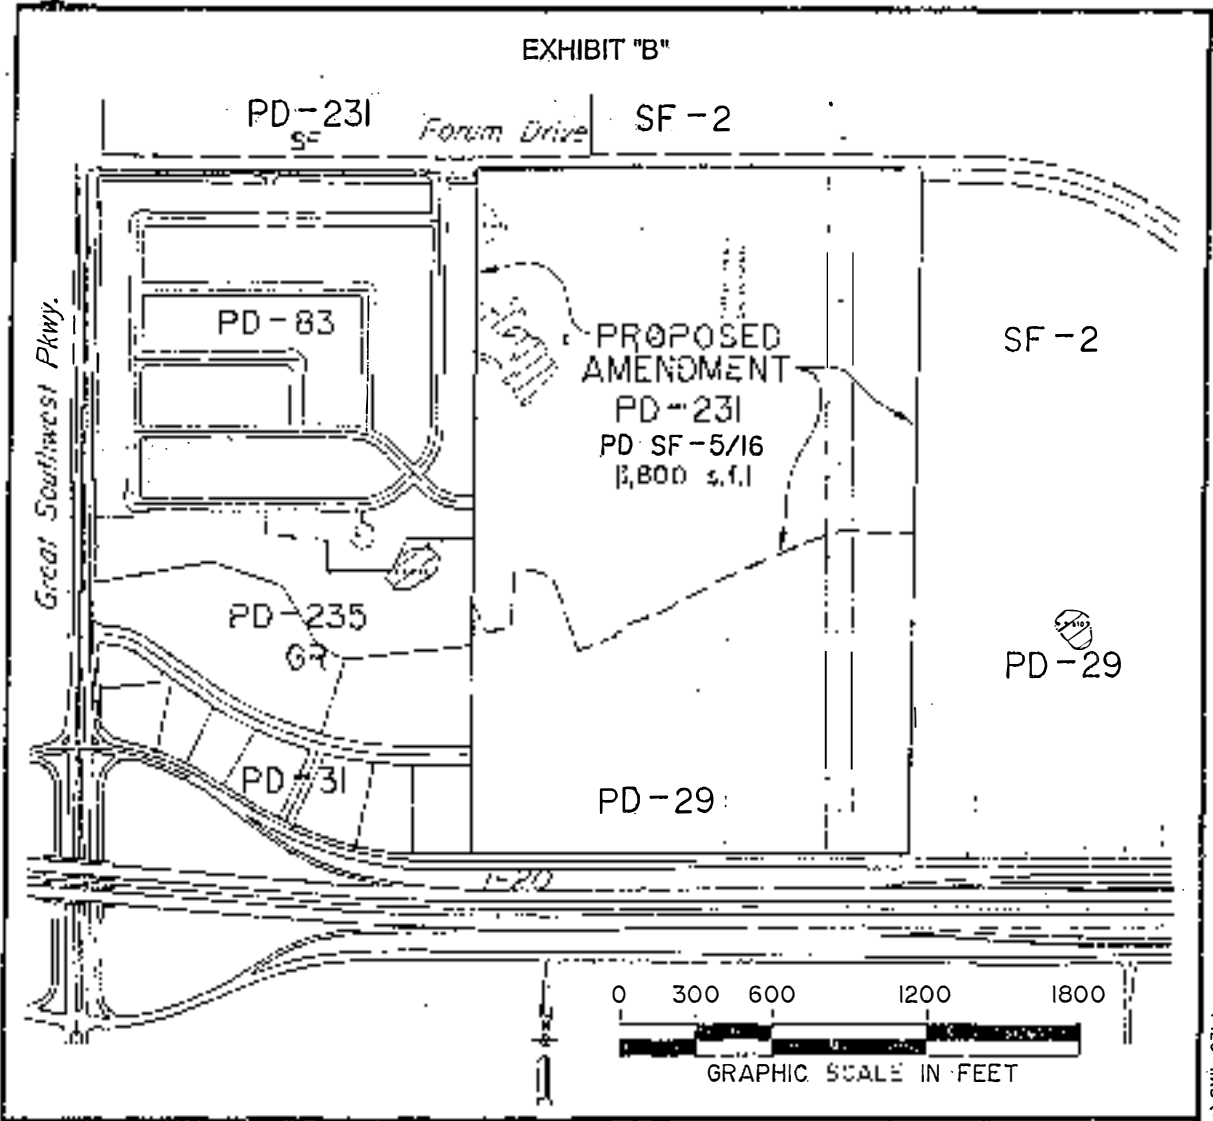 EXHIBIT "B"
PD-231
SF
Forum Drive
SF-2
Great Southwest Pkwy.
PD-83
PROPOSED
AMENDMENT
PD-231
PD SF-5/16
SF-2
PD-235
GR
PD-29
PD-31
PD-29
I-20
0 300 600 1200 1800
GRAPHIC SCALE IN FEET